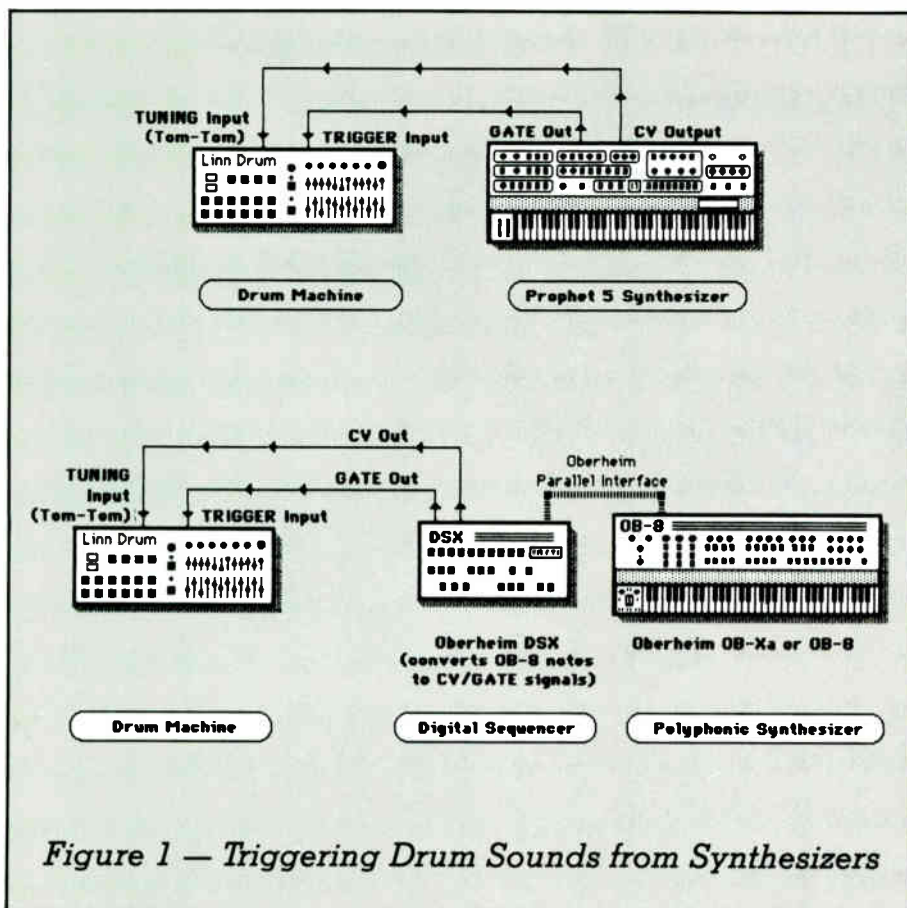 TUNING Input
(Tom-Tom)
TRIGGER Input
GATE Out
CV Output
Linn Drum
Drum Machine
Prophet 5 Synthesizer
CV Out
GATE Out
Oberheim
Parallel Interface
TUNING
Input
(Tom-Tom)
TRIGGER Input
Linn Drum
DSX
OB-8
Oberheim DSX
(converts OB-8 notes
to CV/GATE signals)
Oberheim OB-Xa or OB-8
Drum Machine
Digital Sequencer
Polyphonic Synthesizer
Figure 1 — Triggering Drum Sounds from Synthesizers